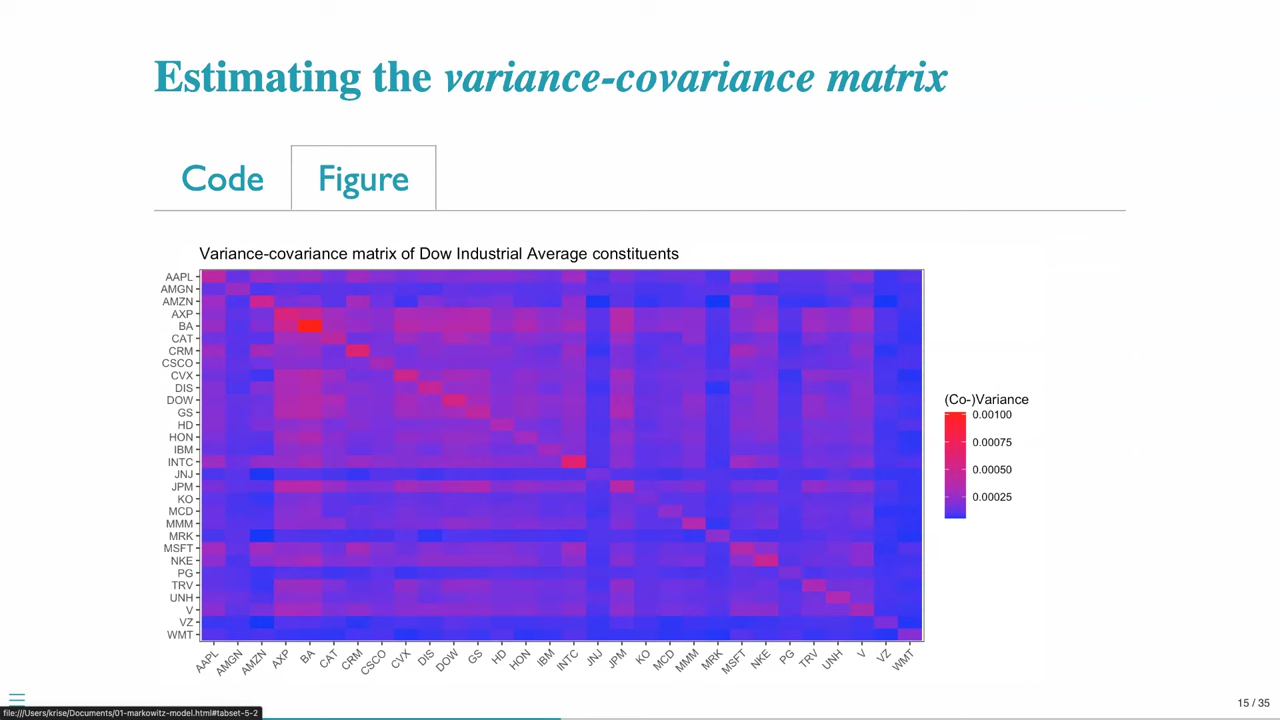 Estimating the variance-covariance matrix
Code
Figure
Variance-covariance matrix of Dow Industrial Average constituents
AAPL
AMGN
AMZN
AXP
BA
CAT
CRM
CSCO
CVX
DIS
DOW
GS
HD
HON
IBM
INTC
JNJ
JPM
KO
MCD
MMM
MRK
MSFT
NKE
PG
TRV
UNH
V
VZ
WMT
AAPL
AMGN
AMZN
AXP
BA
CAT
CRM
CSCO
CVX
DIS
DOW
GS
HD
HON
IBM
INTC
JNJ
JPM
KO
MCD
MMM
MRK
MSFT
NKE
PG
TRV
UNH
V
VZ
WMT
(Co-)Variance
0.00100
0.00075
0.00050
0.00025
15 / 35
file:///Users/krise/Documents/01-markowitz-model.html#tabset-5-2